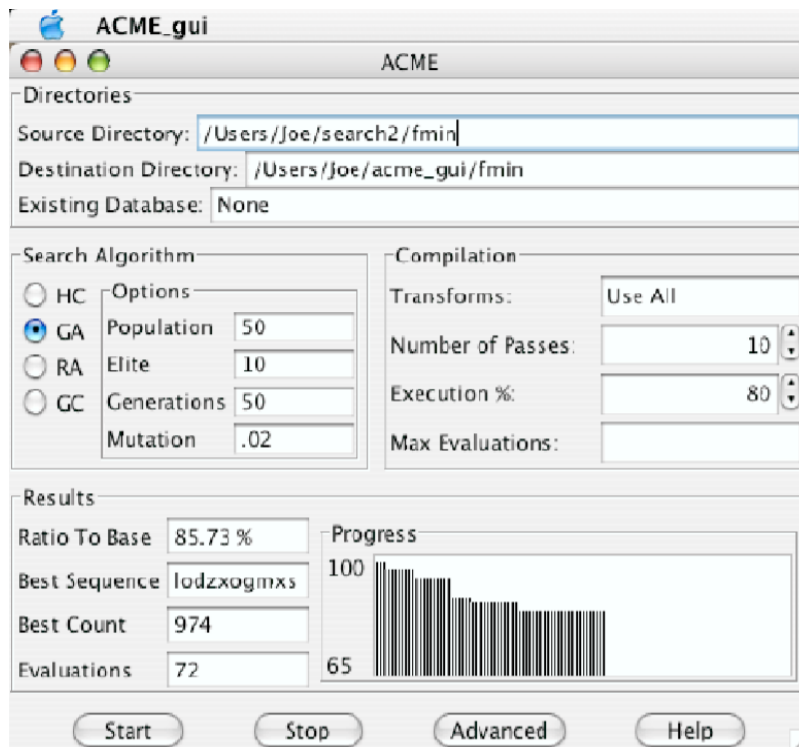 ACME_gui
ACME
Directories
Source Directory: /Users/Joe/search2/fmin
Destination Directory: /Users/Joe/acme_gui/fmin
Existing Database: None
Search Algorithm
HC
GA
RA
GC
Options
Population 50
Elite 10
Generations 50
Mutation .02
Compilation
Transforms: Use All
Number of Passes: 10
Execution %: 80
Max Evaluations:
Results
Ratio To Base 85.73 %
Best Sequence lodzxogmxs
Best Count 974
Evaluations 72
Progress
100
65
Start Stop Advanced Help